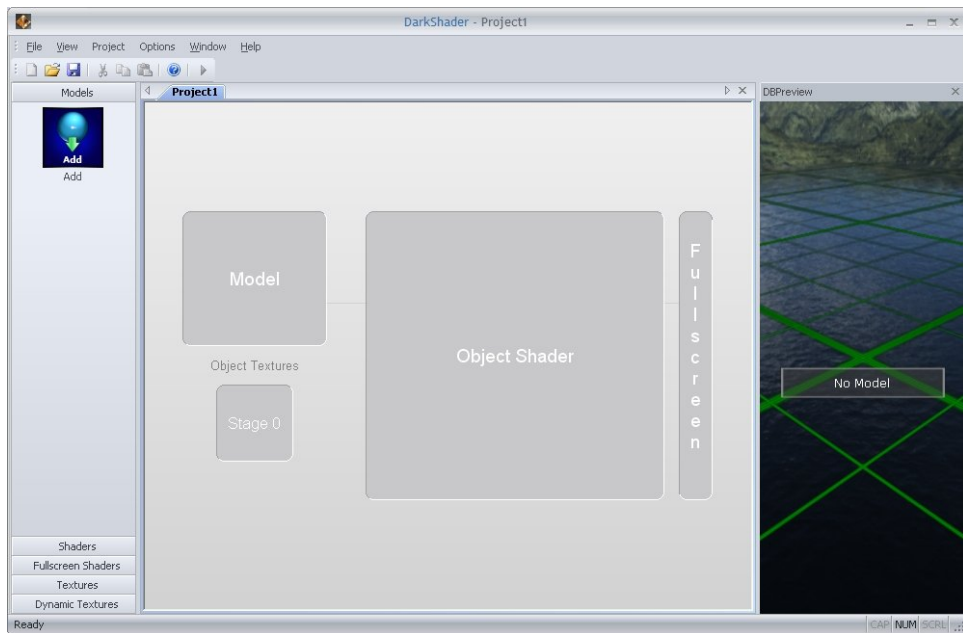 DarkShader - Project1
File View Project Options Window Help
Models
Project1
DBPreview
Add
Add
Model
Object Textures
Stage 0
Object Shader
Fullscreen
No Model
Shaders
Fullscreen Shaders
Textures
Dynamic Textures
Ready
CAP NUM SCRL